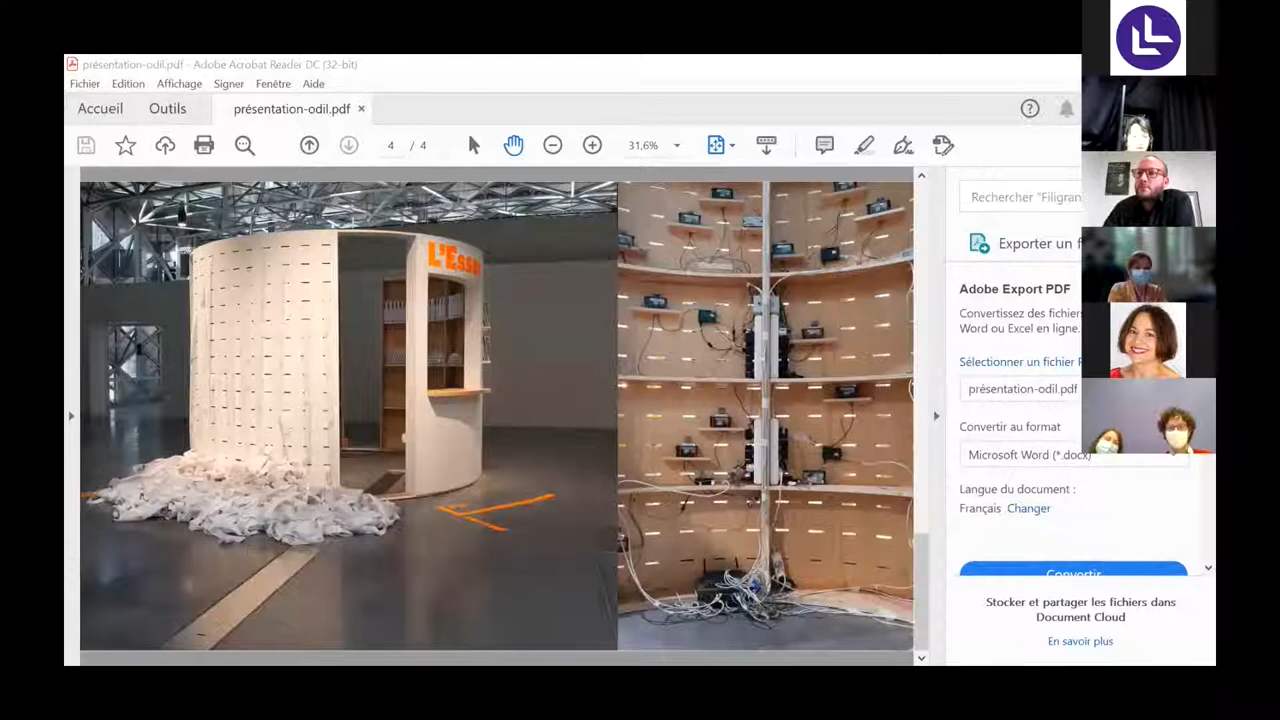 présentation-odil.pdf - Adobe Acrobat Reader DC (32-bit)
Fichier Edition Affichage Signer Fenêtre Aide
Accueil Outils présentation-odil.pdf ×
4 / 4 31,6%
L'Esso
Rechercher "Filigran
Exporter un f
Adobe Export PDF
Convertissez des fichiers
Word ou Excel en ligne.
Sélectionner un fichier P
présentation-odil.pdf
Convertir au format
Microsoft Word (*.docx)
Langue du document :
Français Changer
Convertir
Stocker et partager les fichiers dans
Document Cloud
En savoir plus